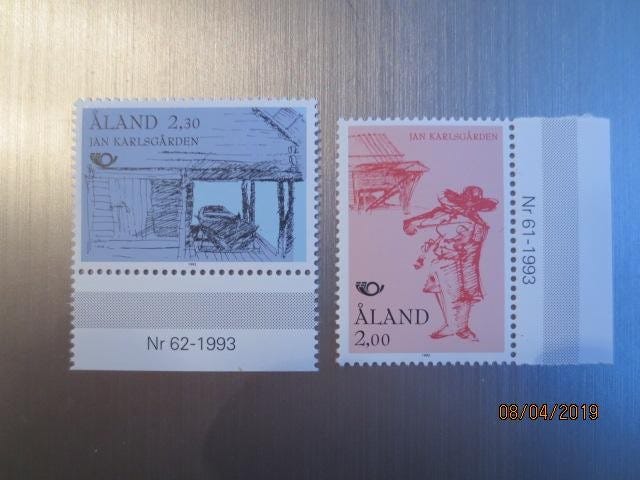 ÅLAND 2,30
JAN KARLSGÅRDEN
1993
Nr 62-1993
JAN KARLSGÅRDEN
ÅLAND
2,00
1993
Nr 61-1993
08/04/2019